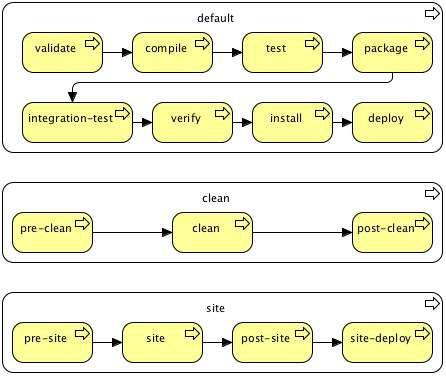 default
validate compile test package
integration-test verify install deploy
clean
pre-clean clean post-clean
site
pre-site site post-site site-deploy